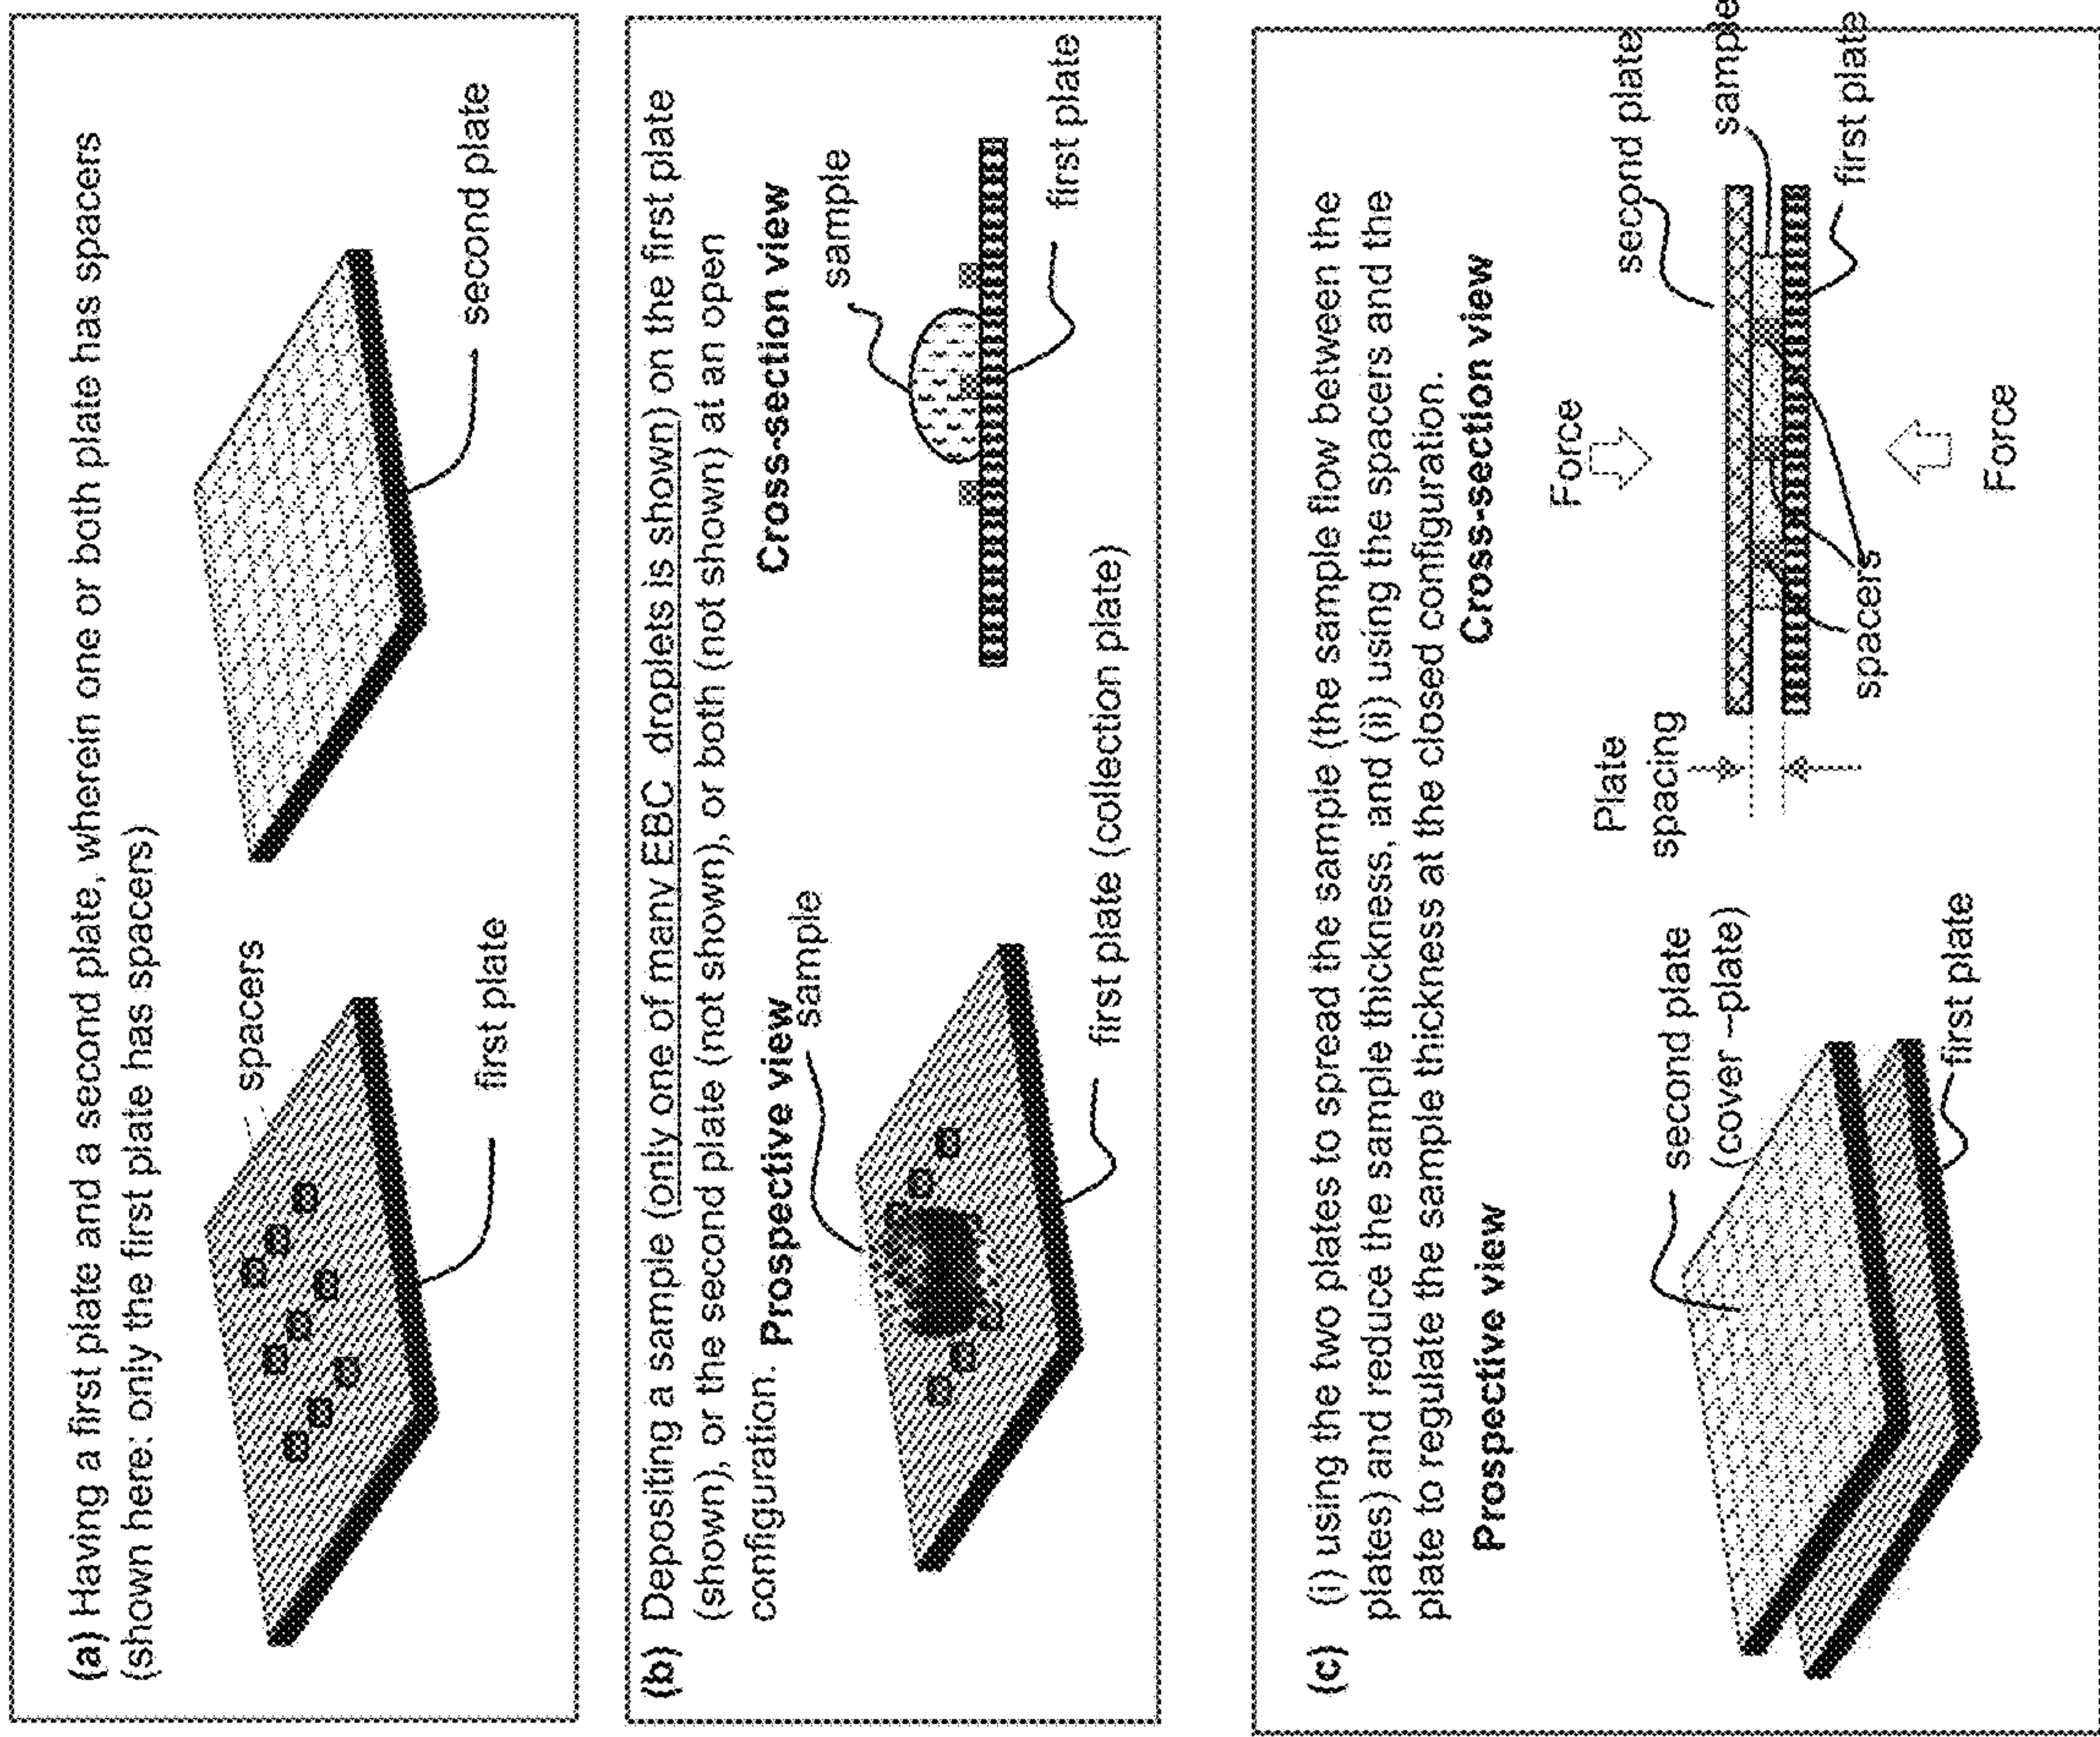 (a) Having a first plate and a second plate, wherein one or both plate has spacers
(shown here: only the first plate has spacers)
spacers
first plate
second plate
(b) Depositing a sample (only one of many EBC droplets is shown) on the first plate
(shown), or the second plate (not shown), or both (not shown) at an open
configuration.
Prospective view
Cross-section view
sample
sample
first plate (collection plate)
first plate
(c) (i) using the two plates to spread the sample (the sample flow between the
plates) and reduce the sample thickness, and (ii) using the spacers and the
plate to regulate the sample thickness at the closed configuration.
Prospective view
Cross-section view
second plate
(cover –plate)
first plate
Plate
spacing
Force
second plate
sample
first plate
spacers
Force